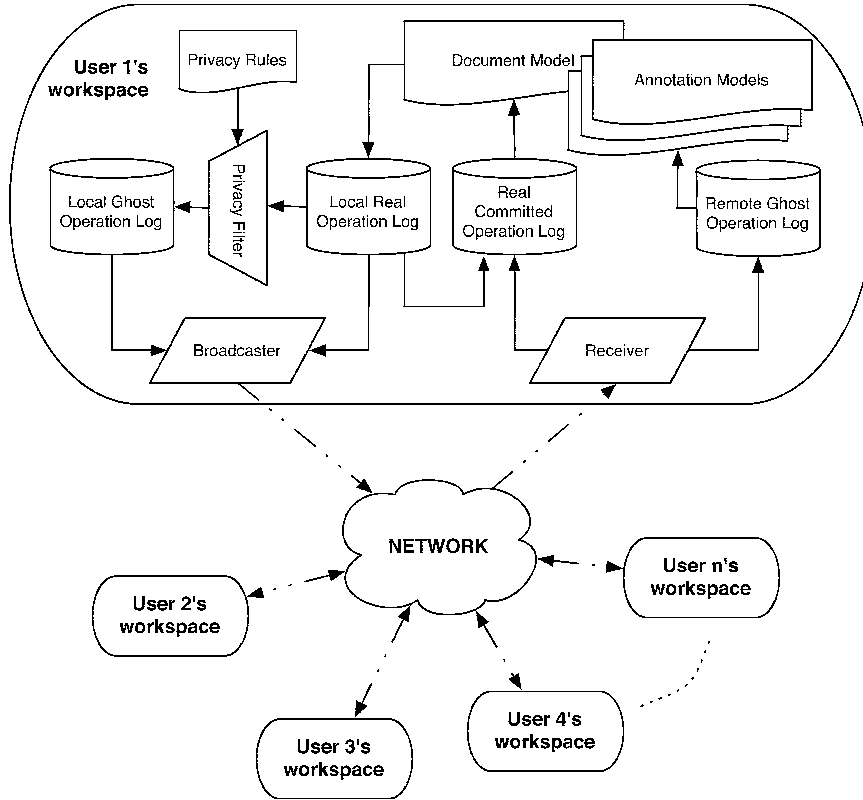 User 1's
workspace
Privacy Rules
Document Model
Annotation Models
Local Ghost
Operation Log
Privacy Filter
Local Real
Operation Log
Real
Committed
Operation Log
Remote Ghost
Operation Log
Broadcaster
Receiver
NETWORK
User 2's
workspace
User n's
workspace
User 3's
workspace
User 4's
workspace